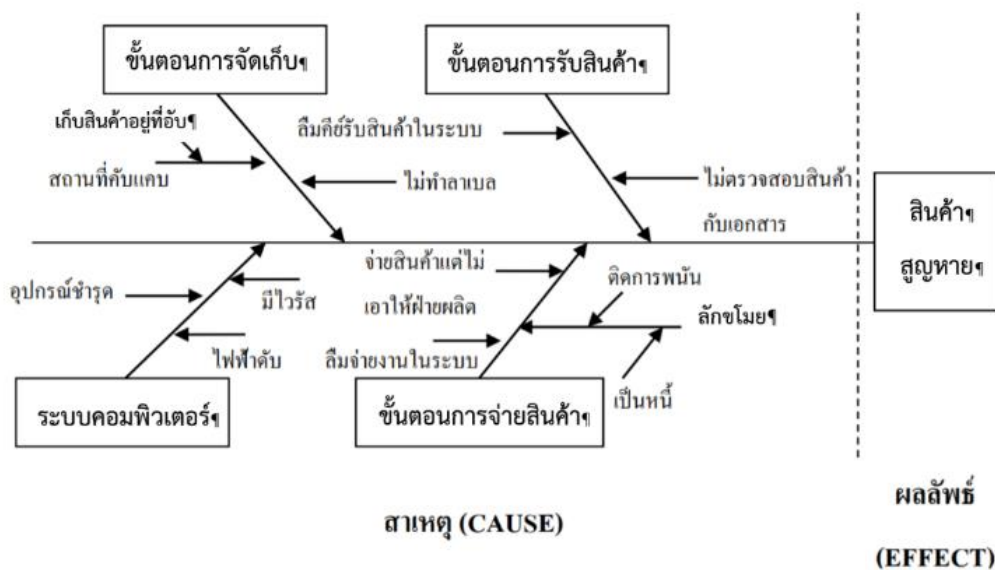 ขั้นตอนการจัดเก็บ¶
ขั้นตอนการรับสินค้า¶
เก็บสินค้าอยู่ที่อับ¶
สถานที่คับแคบ
ไม่ทำลาเบล
ลืมคีย์รับสินค้าในระบบ
ไม่ตรวจสอบสินค้า
กับเอกสาร
สินค้า¶
สูญหาย¶
อุปกรณ์ชำรุด
มีไวรัส
ไฟฟ้าดับ
จ่ายสินค้าแต่ไม่
เอาให้ฝ่ายผลิต
ติดการพนัน
ลักขโมย¶
ลืมจ่ายงานในระบบ
เป็นหนี้
ระบบคอมพิวเตอร์¶
ขั้นตอนการจ่ายสินค้า¶
สาเหตุ (CAUSE)
ผลลัพธ์
(EFFECT)